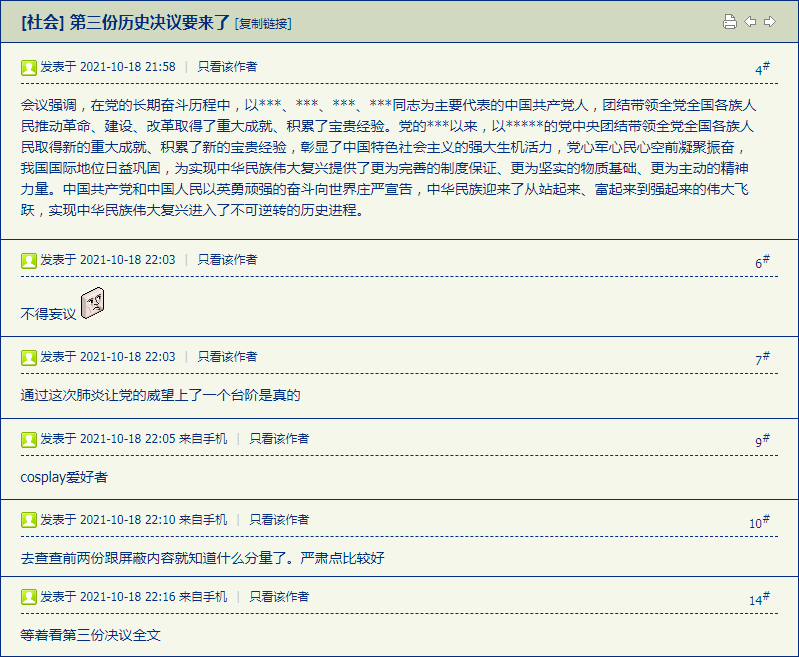 [社会] 第三份历史决议要来了 [复制链接]
发表于 2021-10-18 21:58 | 只看该作者 4#
会议强调，在党的长期奋斗历程中，以***、***、***、***同志为主要代表的中国共产党人，团结带领全党全国各族人
民推动革命、建设、改革取得了重大成就、积累了宝贵经验。党的***以来，以*****的党中央团结带领全党全国各族人
民取得新的重大成就、积累了新的宝贵经验，彰显了中国特色社会主义的强大生机活力，党心军心民心空前凝聚振奋，
我国国际地位日益巩固，为实现中华民族伟大复兴提供了更为完善的制度保证、更为坚实的物质基础、更为主动的精神
力量。中国共产党和中国人民以英勇顽强的奋斗向世界庄严宣告，中华民族迎来了从站起来、富起来到强起来的伟大飞
跃，实现中华民族伟大复兴进入了不可逆转的历史进程。
发表于 2021-10-18 22:03 | 只看该作者 6#
不得妄议
发表于 2021-10-18 22:03 | 只看该作者 7#
通过这次肺炎让党的威望上了一个台阶是真的
发表于 2021-10-18 22:05 来自手机 | 只看该作者 9#
cosplay爱好者
发表于 2021-10-18 22:10 来自手机 | 只看该作者 10#
去查查前两份跟屏蔽内容就知道什么分量了。严肃点比较好
发表于 2021-10-18 22:16 来自手机 | 只看该作者 14#
等着看第三份决议全文